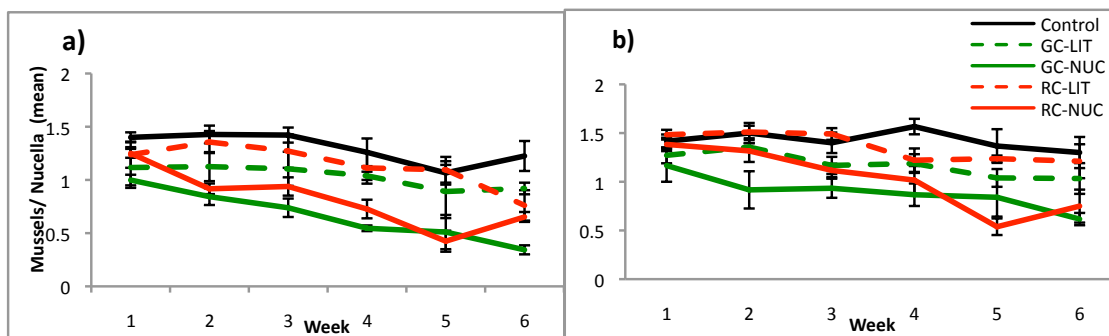 a)
Mussels/ Nucella (mean)
2
1.5
1
0.5
0
1 2 3 4 5 6
Week
b)
Control
GC-LIT
GC-NUC
RC-LIT
RC-NUC
2
1.5
1
0.5
0
1 2 3 4 5 6
Week